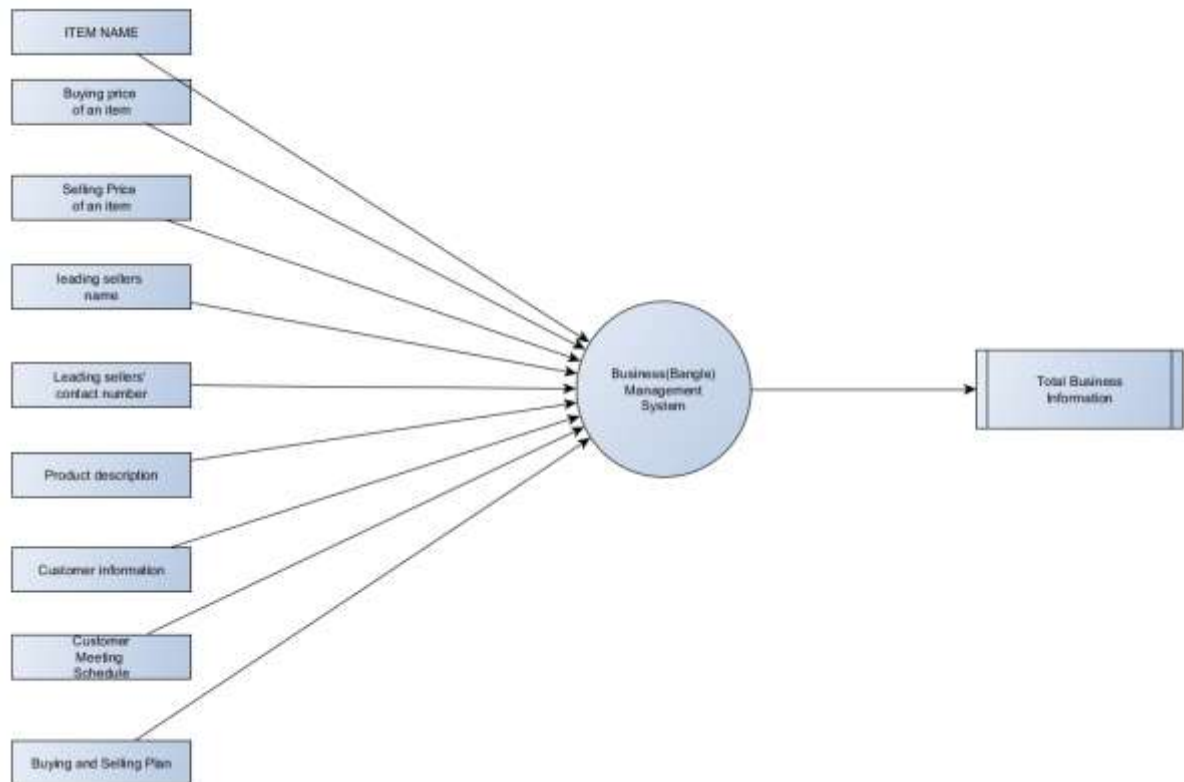 ITEM NAME
Buying price
of an item
Selling Price
of an item
leading sellers
name
Leading sellers'
contact number
Product description
Customer information
Customer
Meeting
Schedule
Buying and Selling Plan
Business(Bangle)
Management
System
Total Business
Information